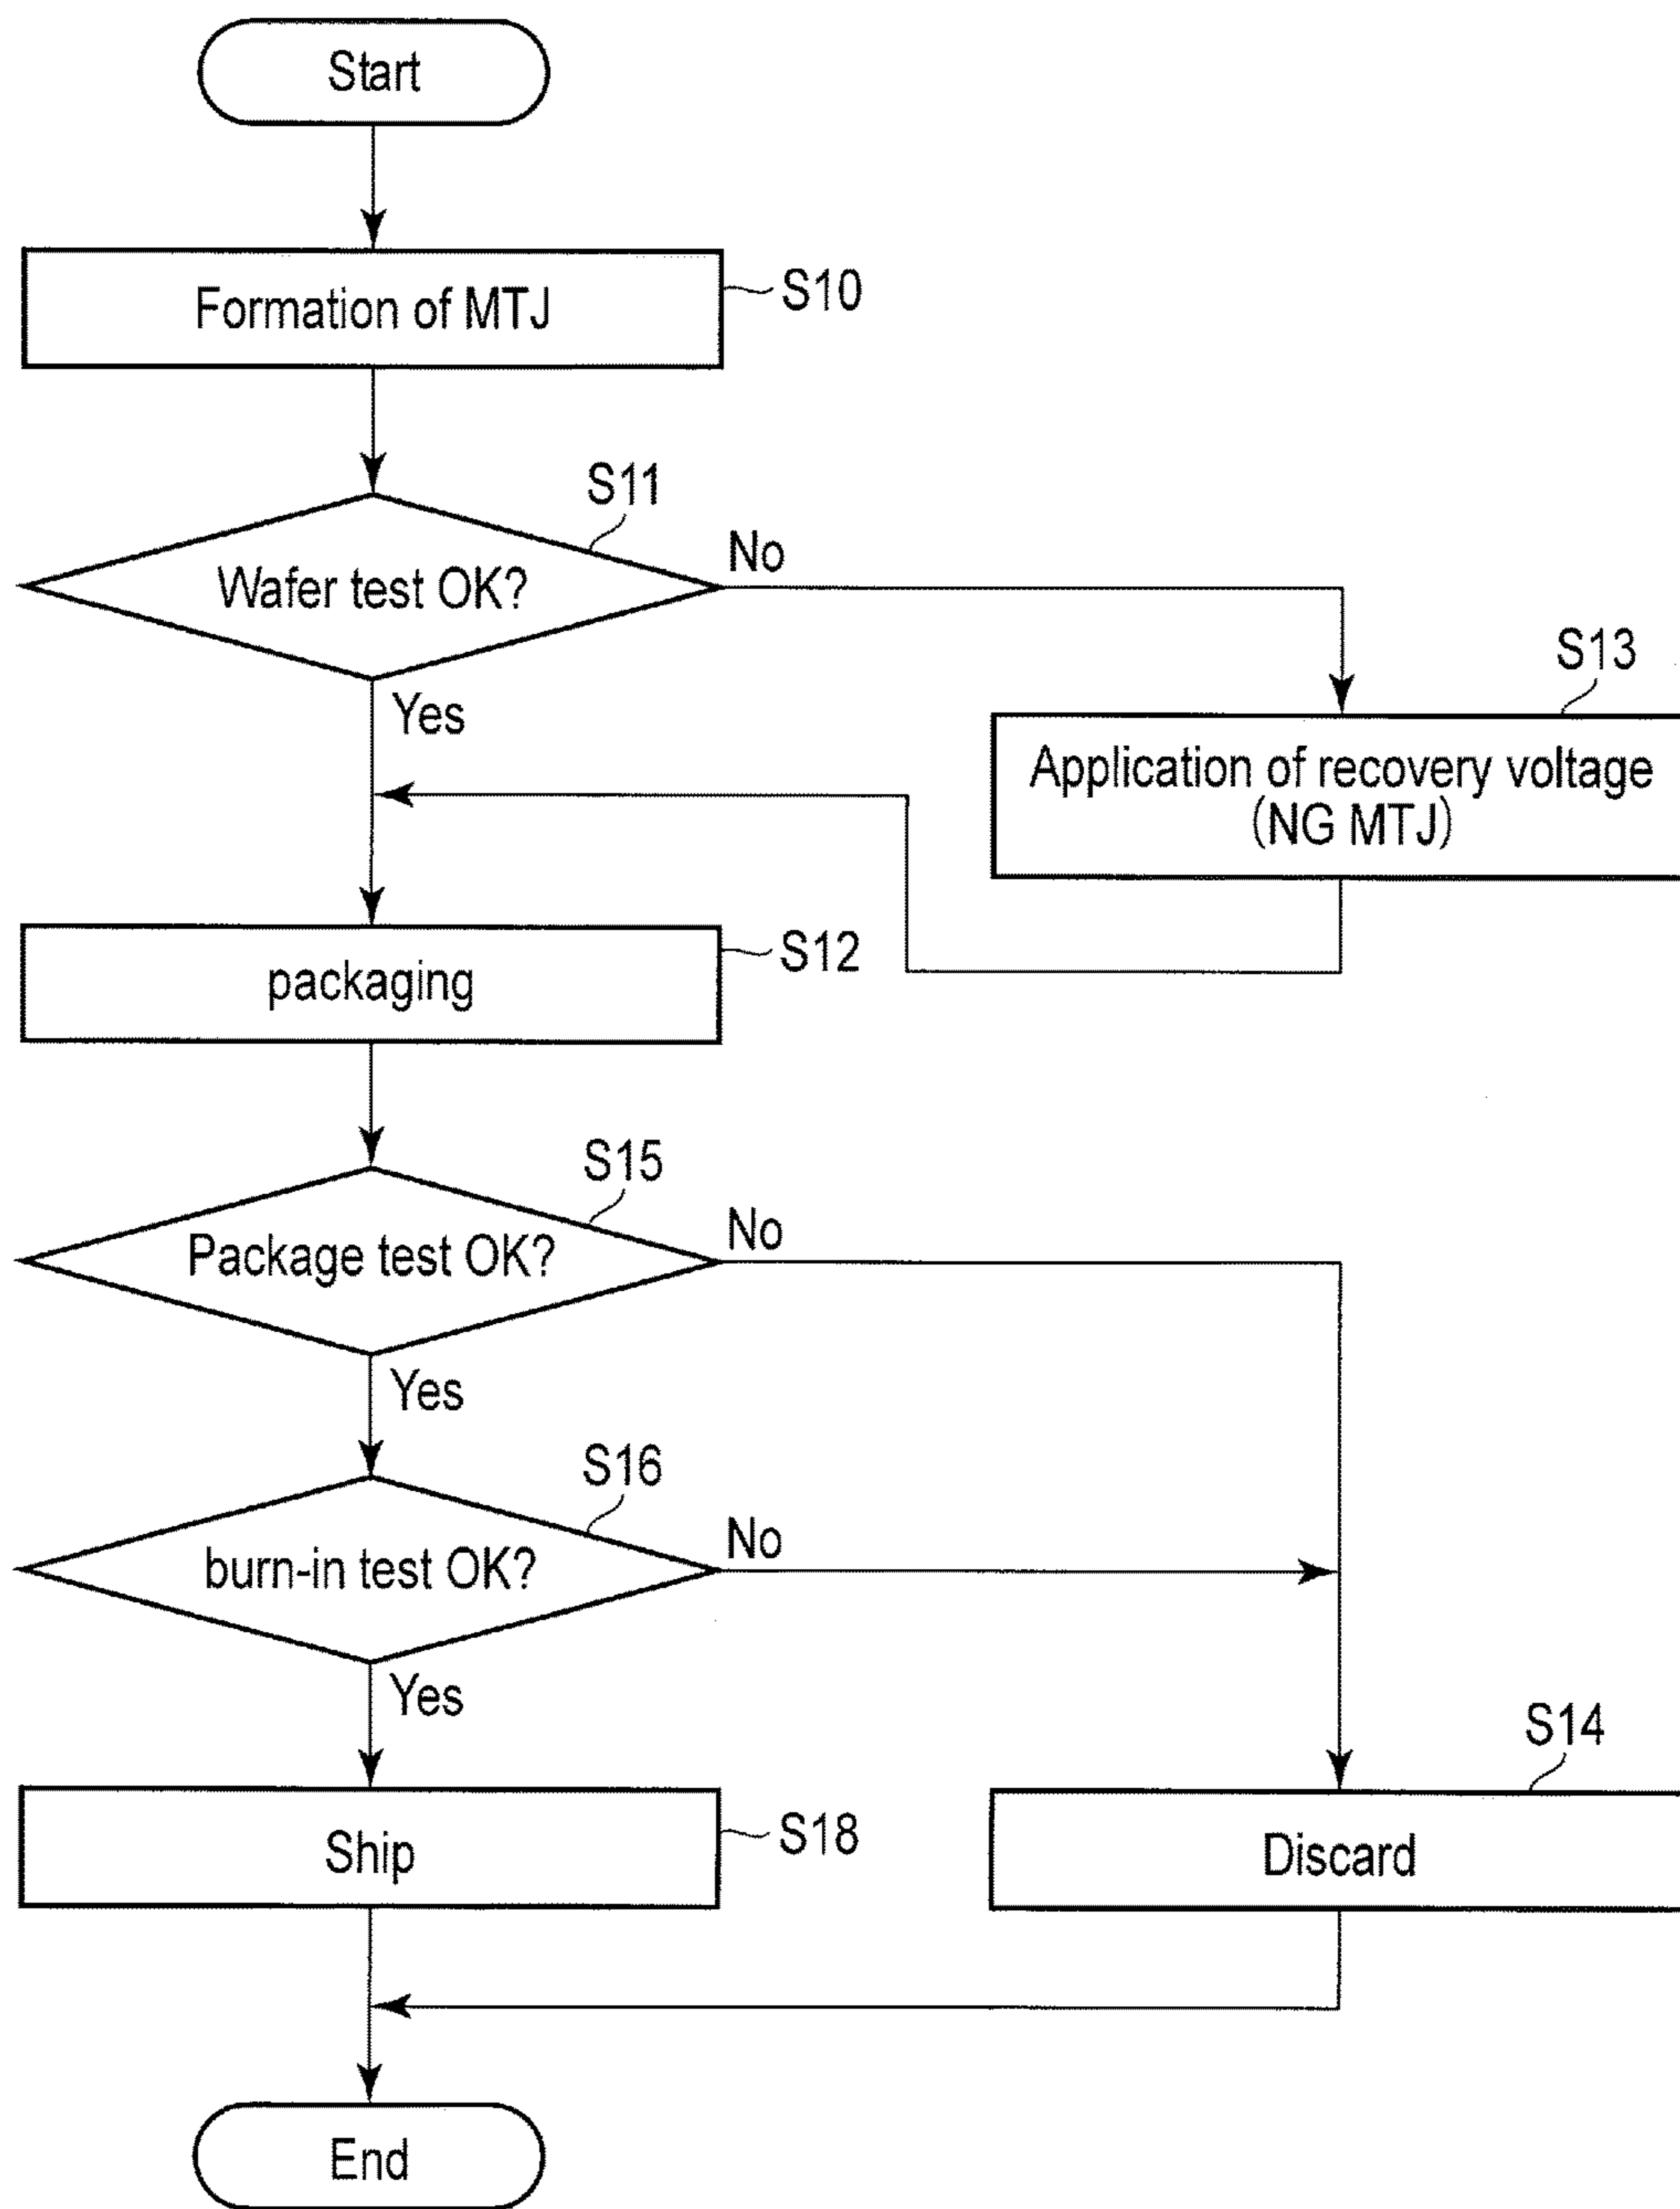 Start
Formation of MTJ
S10
S11
Wafer test OK?
No
Yes
S13
Application of recovery voltage
(NG MTJ)
packaging
S12
S15
Package test OK?
No
Yes
S16
burn-in test OK?
No
Yes
Ship
S18
S14
Discard
End